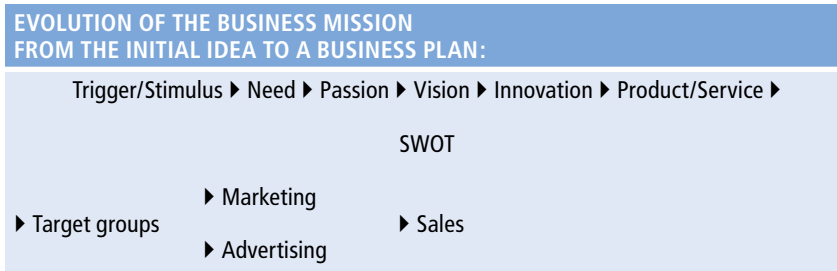 EVOLUTION OF THE BUSINESS MISSION
FROM THE INITIAL IDEA TO A BUSINESS PLAN:
Trigger/Stimulus ▸ Need ▸ Passion ▸ Vision ▸ Innovation ▸ Product/Service ▸
SWOT
▸ Marketing
▸ Target groups ▸ Sales
▸ Advertising